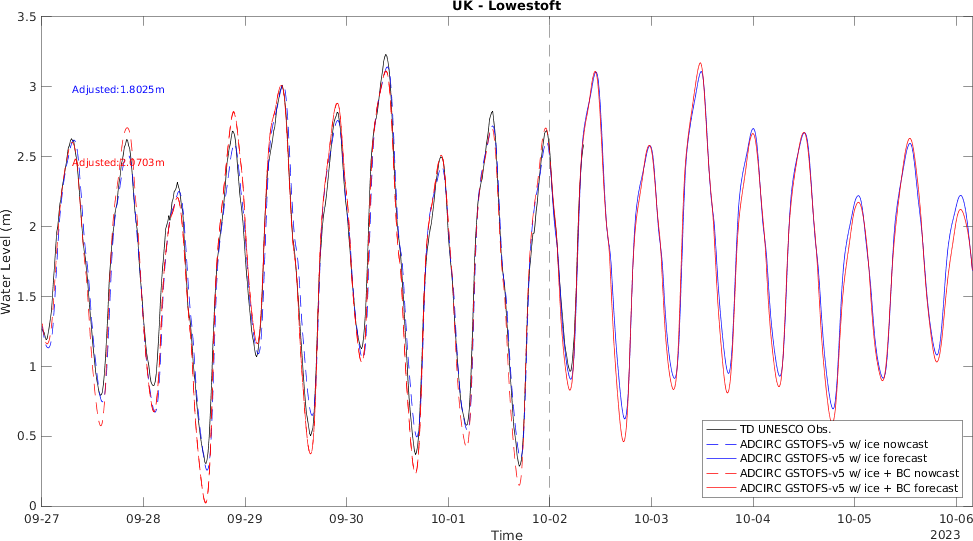 UK - Lowestoft
Water Level (m)
3.5
3
2.5
2
1.5
1
0.5
0
Adjusted:1.8025m
Adjusted:2.0703m
TD UNESCO Obs.
ADCIRC GSTOFS-v5 w/ ice nowcast
ADCIRC GSTOFS-v5 w/ ice forecast
ADCIRC GSTOFS-v5 w/ ice + BC nowcast
ADCIRC GSTOFS-v5 w/ ice + BC forecast
09-27 09-28 09-29 09-30 10-01 10-02 10-03 10-04 10-05 10-06
Time
2023